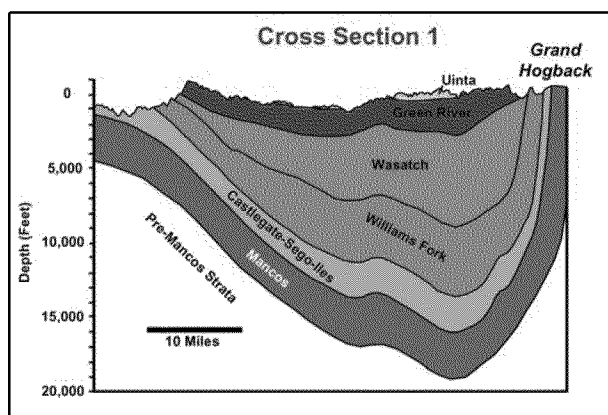 Cross Section 1
Grand
Hogback
Uinta
Green River
Wasatch
Williams Fork
Castlegate-Sego-Iles
Mancos
Pre-Mancos Strata
Depth (Feet)
0
5,000
10,000
15,000
20,000
10 Miles